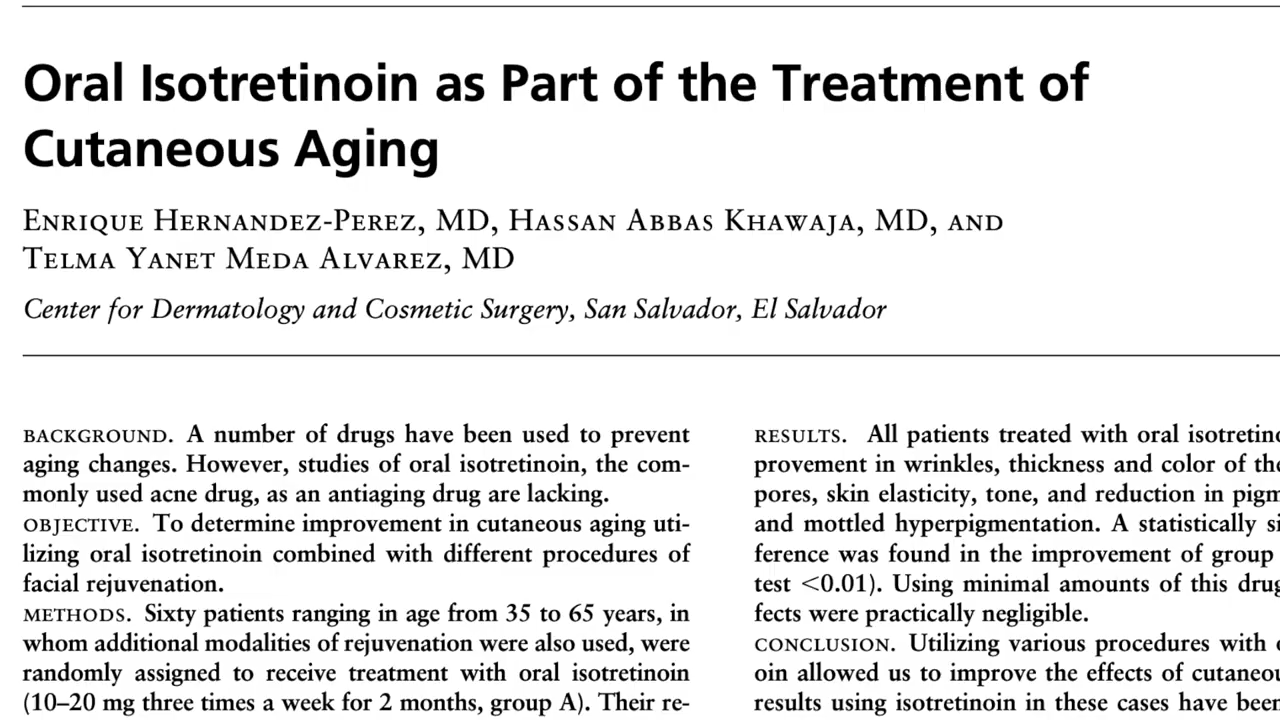 Oral Isotretinoin as Part of the Treatment of
Cutaneous Aging
ENRIQUE HERNANDEZ-PEREZ, MD, HASSAN ABBAS KHAWAJA, MD, AND
TELMA YANET MEDA ALVAREZ, MD
Center for Dermatology and Cosmetic Surgery, San Salvador, El Salvador
BACKGROUND. A number of drugs have been used to prevent
aging changes. However, studies of oral isotretinoin, the com-
monly used acne drug, as an antiaging drug are lacking.
OBJECTIVE. To determine improvement in cutaneous aging uti-
lizing oral isotretinoin combined with different procedures of
facial rejuvenation.
METHODS. Sixty patients ranging in age from 35 to 65 years, in
whom additional modalities of rejuvenation were also used, were
randomly assigned to receive treatment with oral isotretinoin
(10–20 mg three times a week for 2 months, group A). Their re-
RESULTS. All patients treated with oral
provement in wrinkles, thickness and color of the
pores, skin elasticity, tone, and reduction in
and mottled hyperpigmentation. A statistically
ference was found in the improvement of group
test <0.01). Using minimal amounts of this drug
fects were practically negligible.
CONCLUSION. Utilizing various procedures with
oin allowed us to improve the effects of
results using isotretinoin in these cases have been